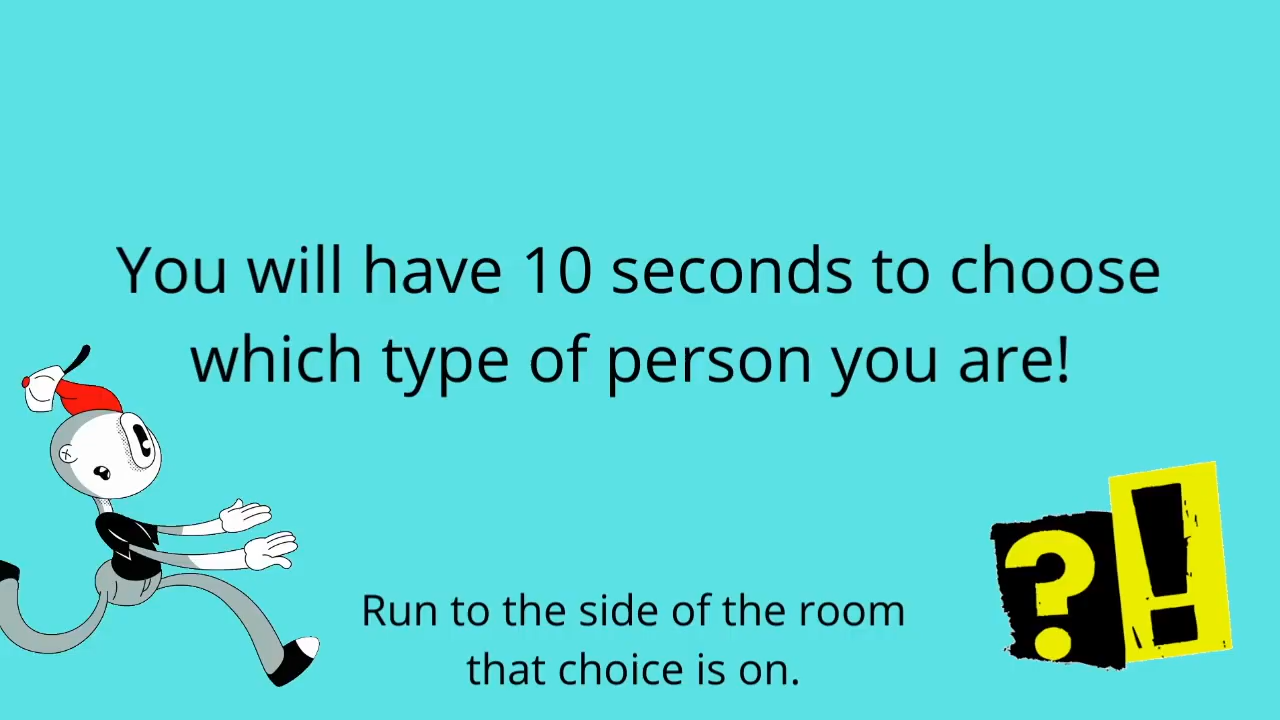 You will have 10 seconds to choose
which type of person you are!
Run to the side of the room
that choice is on.
?!